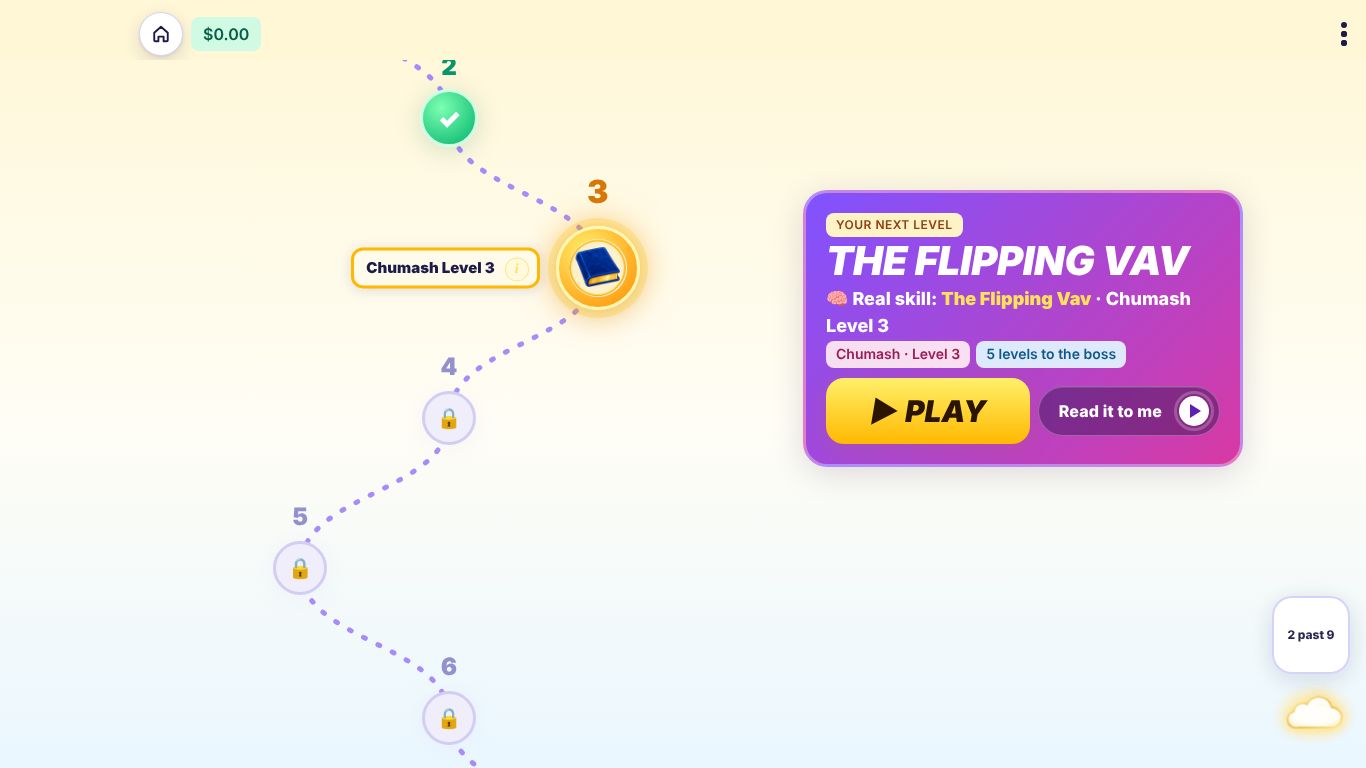 $0.00
2
3
Chumash Level 3 i
4
5
6
YOUR NEXT LEVEL
THE FLIPPING VAV
🧠 Real skill: The Flipping Vav · Chumash
Level 3
Chumash · Level 3
5 levels to the boss
▶ PLAY
Read it to me
2 past 9